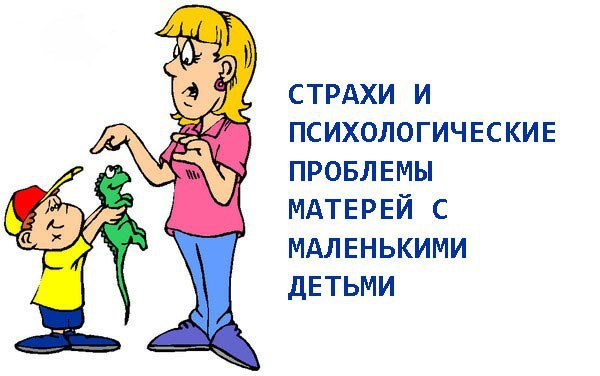 СТРАХИ И
ПСИХОЛОГИЧЕСКИЕ
ПРОБЛЕМЫ
МАТЕРЕЙ С
МАЛЕНЬКИМИ
ДЕТЬМИ